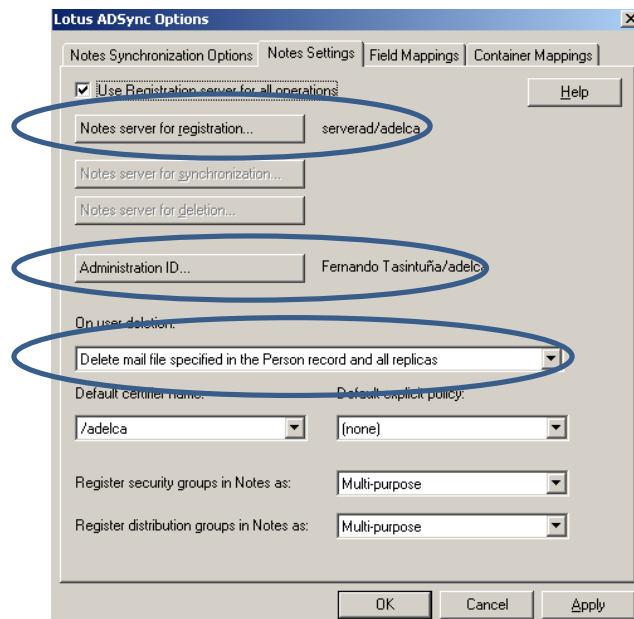 Lotus ADSync Options
Notes Synchronization Options Notes Settings Field Mappings Container Mappings
Use Registration server for all operations Help
Notes server for registration... serverad/adelca
Notes server for synchronization...
Notes server for deletion...
Administration ID... Fernando Tasintuña/adelca
On user deletion:
Delete mail file specified in the Person record and all replicas
Default certifier name: Default explicit policy:
/adelca (none)
Register security groups in Notes as: Multi-purpose
Register distribution groups in Notes as: Multi-purpose
OK Cancel Apply